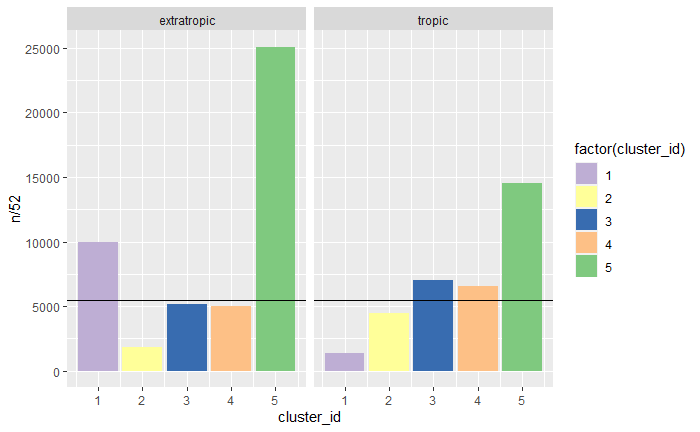 extratropic
tropic
25000
20000
15000
10000
5000
0
n/52
1 2 3 4 5
1 2 3 4 5
cluster_id
factor(cluster_id)
1
2
3
4
5